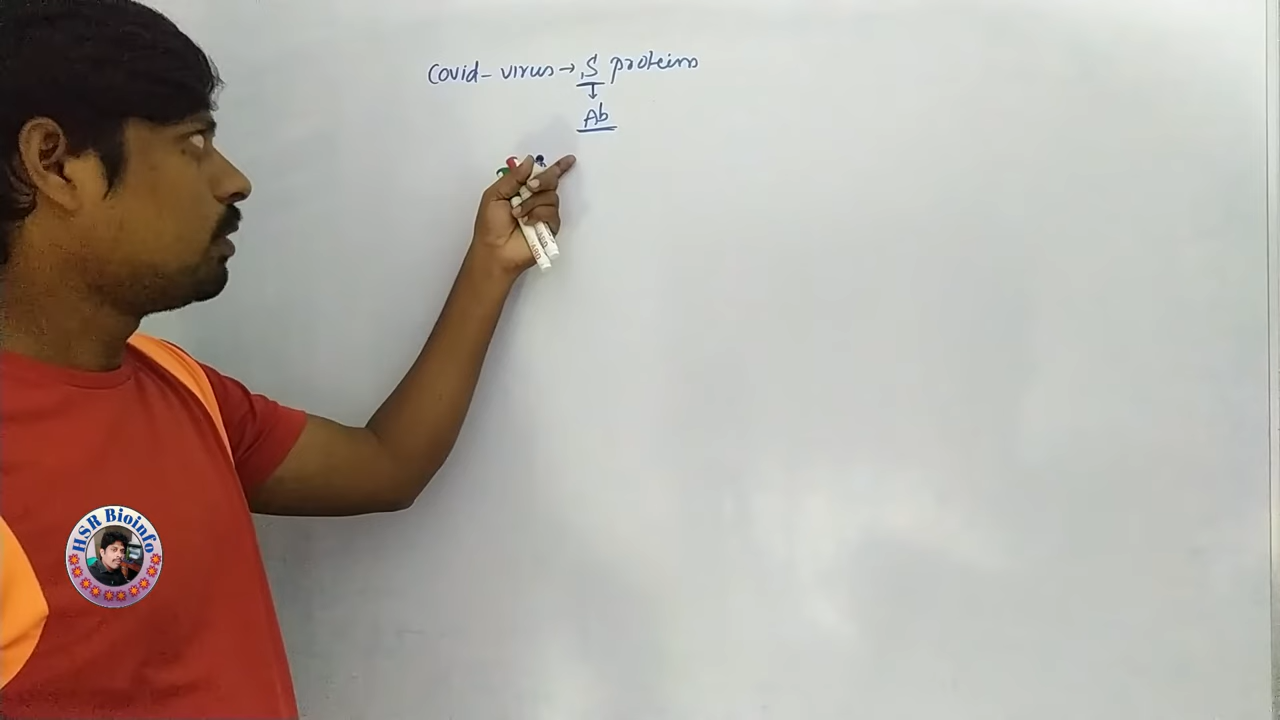 Covid- virus → S proteins
↓
Ab
HSR Bioinfo